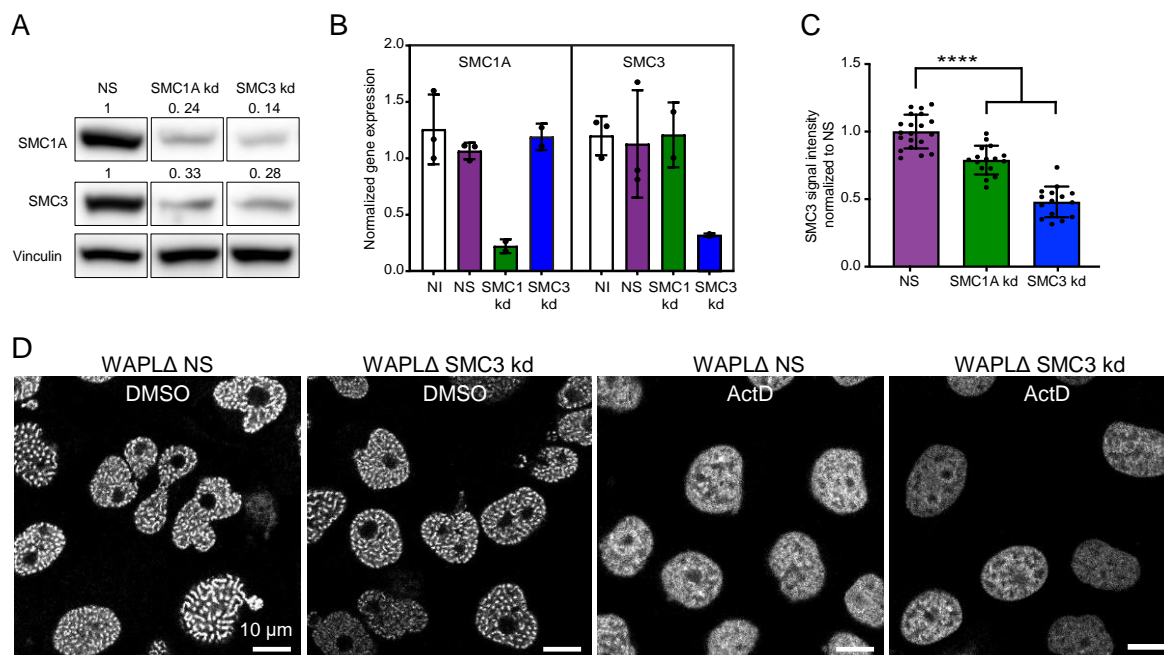 A
NS SMC1A kd SMC3 kd
1 0. 24 0. 14
SMC1A
1 0. 33 0. 28
SMC3
Vinculin
B
Normalized gene expression
2.0
1.5
1.0
0.5
0.0
SMC1A SMC3
NI NS SMC1 kd SMC3 kd NI NS SMC1 kd SMC3 kd
C
****
SMC3 signal intensity
normalized to NS
1.5
1.0
0.5
1.0
NS SMC1A kd SMC3 kd
D
WAPLΔ NS WAPLΔ SMC3 kd WAPLΔ NS WAPLΔ SMC3 kd
DMSO DMSO ActD ActD
10 µm